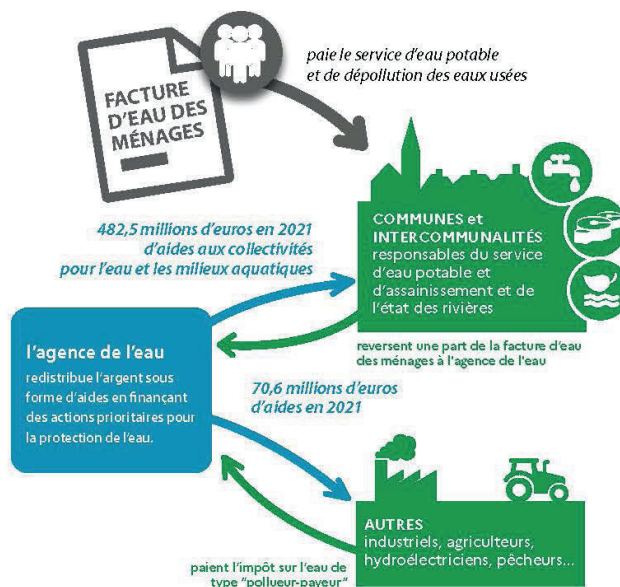 FACTURE
D'EAU DES
MÉNAGES
paie le service d'eau potable
et de dépollution des eaux usées
482,5 millions d'euros en 2021
d'aides aux collectivités
pour l'eau et les milieux aquatiques
COMMUNES et
INTERCOMMUNALITÉS
responsables du service
d'eau potable et
d'assainissement et de
l'état des rivières
reversent une part de la facture d'eau
des ménages à l'agence de l'eau
l'agence de l'eau
redistribue l'argent sous
forme d'aides en finançant
des actions prioritaires pour
la protection de l'eau.
70,6 millions d'euros
d'aides en 2021
AUTRES
industriels, agriculteurs,
hydroélectriciens, pêcheurs...
paient l'impôt sur l'eau de
type "pollueur-payeur"